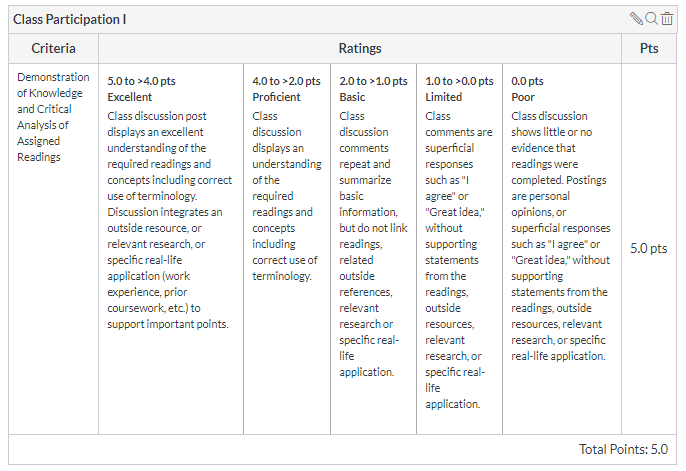 Class Participation I
Criteria
Ratings
Pts
Demonstration
of Knowledge
and Critical
Analysis of
Assigned
Readings
5.0 to >4.0 pts
Excellent
Class discussion post
displays an excellent
understanding of the
required readings and
concepts including correct
use of terminology.
Discussion integrates an
outside resource, or
relevant research, or
specific real-life
application (work
experience, prior
coursework, etc.) to
support important points.
4.0 to >2.0 pts
Proficient
Class
discussion
displays an
understanding
of the
required
readings and
concepts
including
correct use of
terminology.
2.0 to >1.0 pts
Basic
Class
discussion
comments
repeat and
summarize
basic
information,
but do not link
readings,
related
outside
references,
relevant
research or
specific real-
life
application.
1.0 to >0.0 pts
Limited
Class
comments are
superficial
responses
such as "I
agree" or
"Great idea,"
without
supporting
statements
from the
readings,
outside
resources,
relevant
research, or
specific real-
life
application.
0.0 pts
Poor
Class discussion
shows little or no
evidence that
readings were
completed. Postings
are personal
opinions, or
superficial responses
such as "I agree" or
"Great idea," without
supporting
statements from the
readings, outside
resources, relevant
research, or specific
real-life application.
5.0 pts
Total Points: 5.0